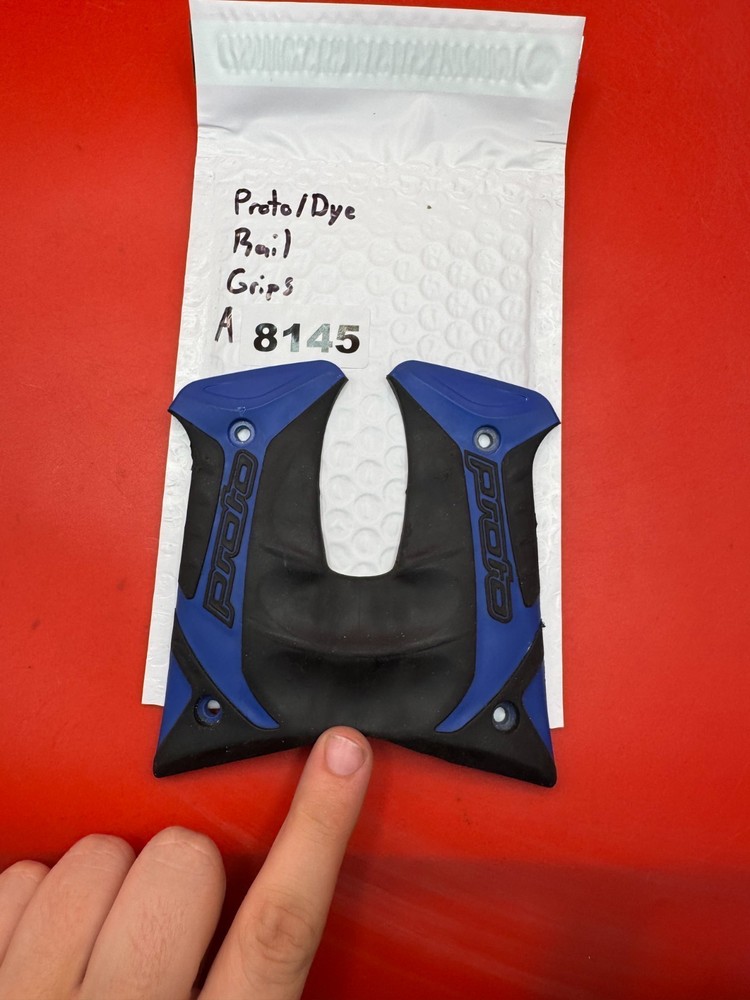 Proto/Dye
Rail
Grips
A 8145
proto
proto